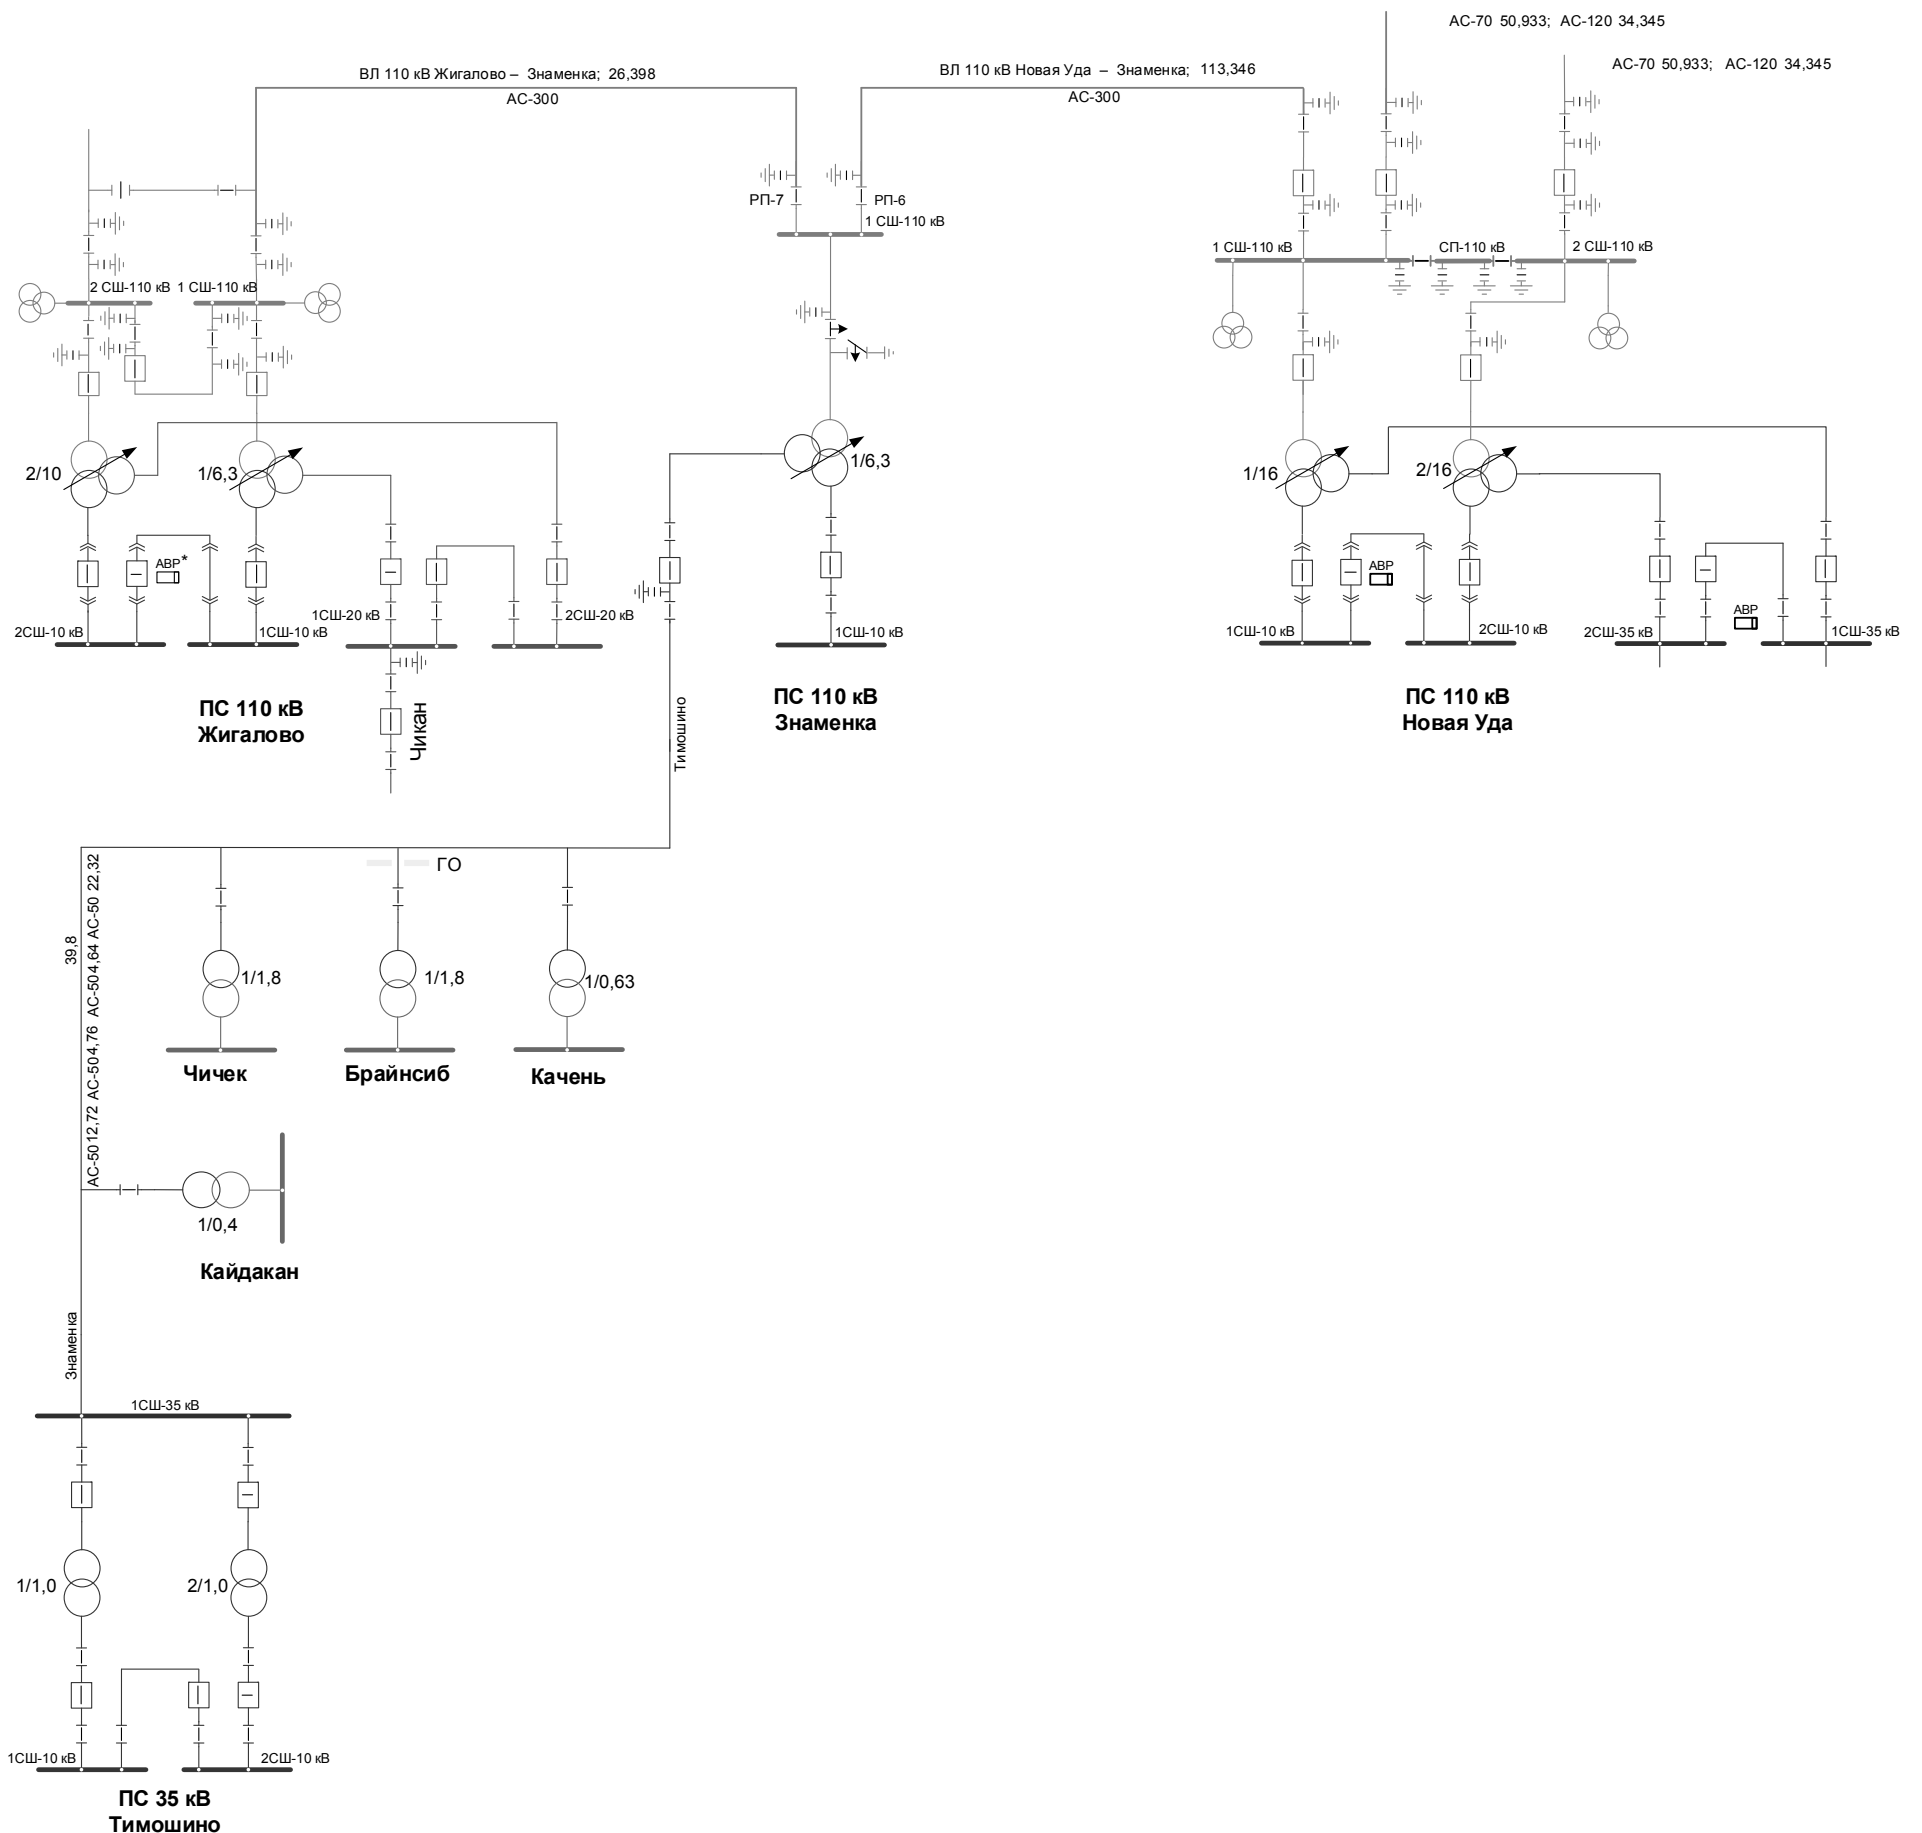 АС-70 50,933; АС-120 34,345
АС-70 50,933; АС-120 34,345
ВЛ 110 кВ Жигалово – Знаменка; 26,398
АС-300
ВЛ 110 кВ Новая Уда – Знаменка; 113,346
АС-300
РП-7
РП-6
1 СШ-110 кВ
2 СШ-110 кВ
1 СШ-110 кВ
1 СШ-110 кВ
СП-110 кВ
2 СШ-110 кВ
2/10
1/6,3
1/6,3
1/16
2/16
АВР*
АВР
АВР
2СШ-10 кВ
1СШ-10 кВ
1СШ-20 кВ
2СШ-20 кВ
1СШ-10 кВ
1СШ-10 кВ
2СШ-10 кВ
2СШ-35 кВ
1СШ-35 кВ
ПС 110 кВ
Жигалово
Чикан
Тимошино
ПС 110 кВ
Знаменка
ПС 110 кВ
Новая Уда
ГО
39,8
АС-5012,72 АС-504,76 АС-504,64 АС-50 22,32
1/1,8
1/1,8
1/0,63
Чичек
Брайнсиб
Качень
1/0,4
Кайдакан
Знаменка
1СШ-35 кВ
1/1,0
2/1,0
1СШ-10 кВ
2СШ-10 кВ
ПС 35 кВ
Тимошино